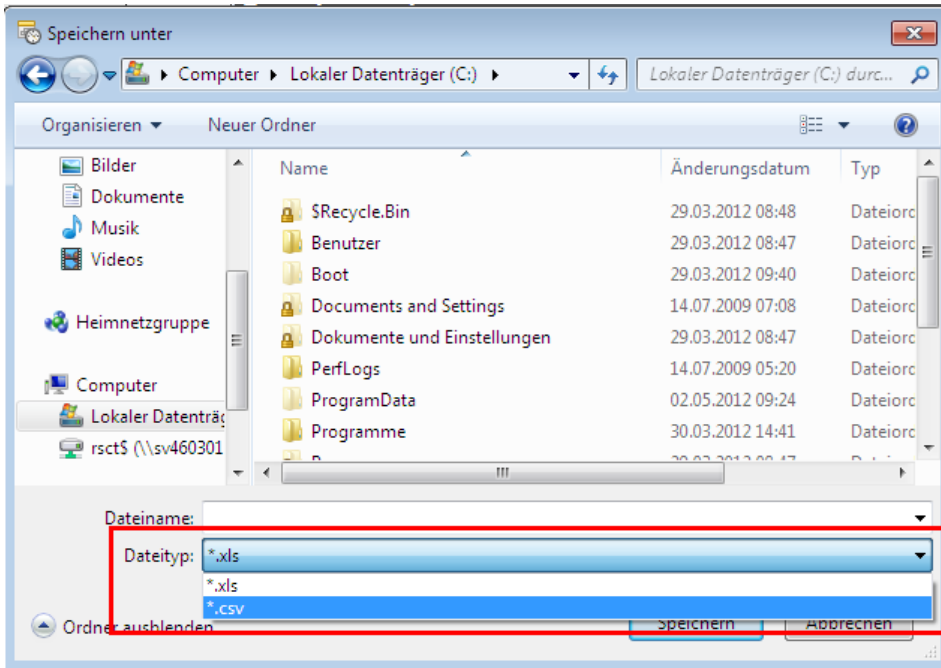 Speichern unter
Computer Lokaler Datenträger (C:)
Lokaler Datenträger (C:) durc...
Organisieren Neuer Ordner
Bilder
Dokumente
Musik
Videos
Heimnetzgruppe
Computer
Lokaler Datenträg
rsct$ (\\sv460301
Name Änderungsdatum Typ
$Recycle.Bin 29.03.2012 08:48 Dateiord
Benutzer 29.03.2012 08:47 Dateiord
Boot 29.03.2012 09:40 Dateiord
Documents and Settings 14.07.2009 07:08 Dateiord
Dokumente und Einstellungen 29.03.2012 08:47 Dateiord
PerfLogs 14.07.2009 05:20 Dateiord
ProgramData 02.05.2012 09:24 Dateiord
Programme 30.03.2012 14:41 Dateiord
Dateiname:
Dateityp: *.xls
*.xls
*.csv
Ordner ausblenden Speichern Abbrechen